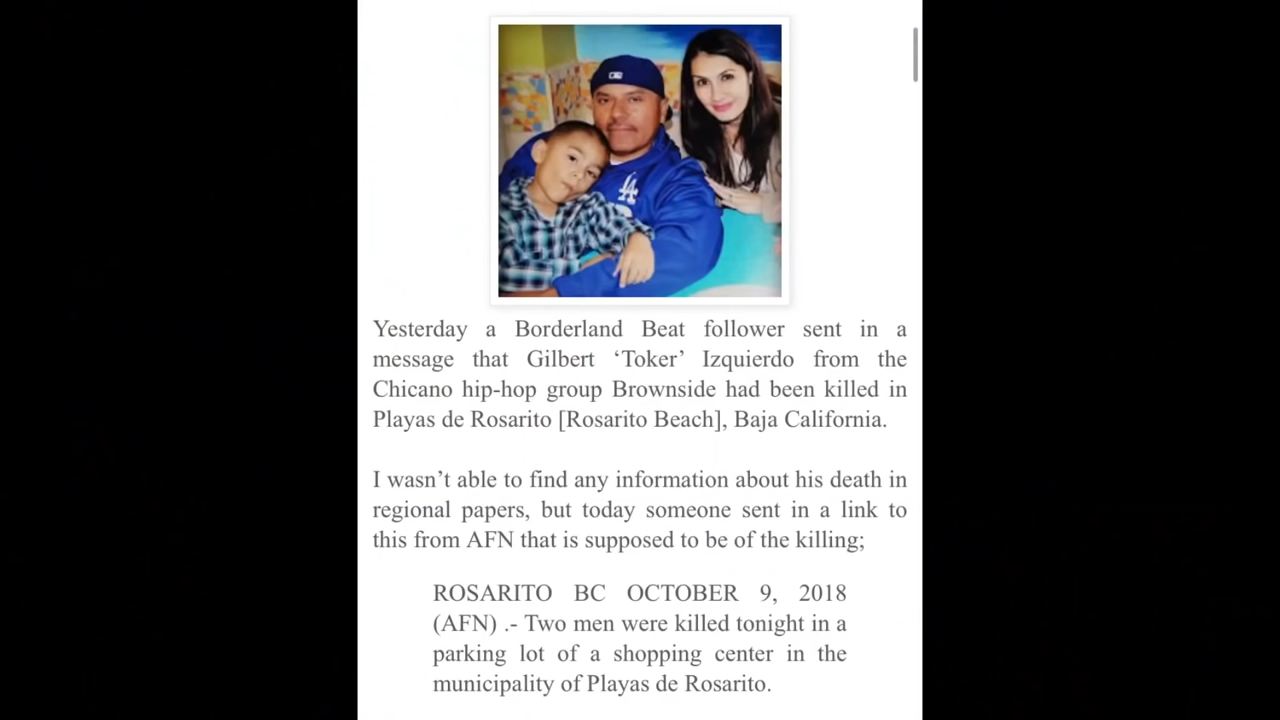 LA
Yesterday a Borderland Beat follower sent in a
message that Gilbert ‘Toker’ Izquierdo from the
Chicano hip-hop group Brownside had been killed in
Playas de Rosarito [Rosarito Beach], Baja California.
I wasn’t able to find any information about his death in
regional papers, but today someone sent in a link to
this from AFN that is supposed to be of the killing;
ROSARITO BC OCTOBER 9, 2018
(AFN) .- Two men were killed tonight in a
parking lot of a shopping center in the
municipality of Playas de Rosarito.